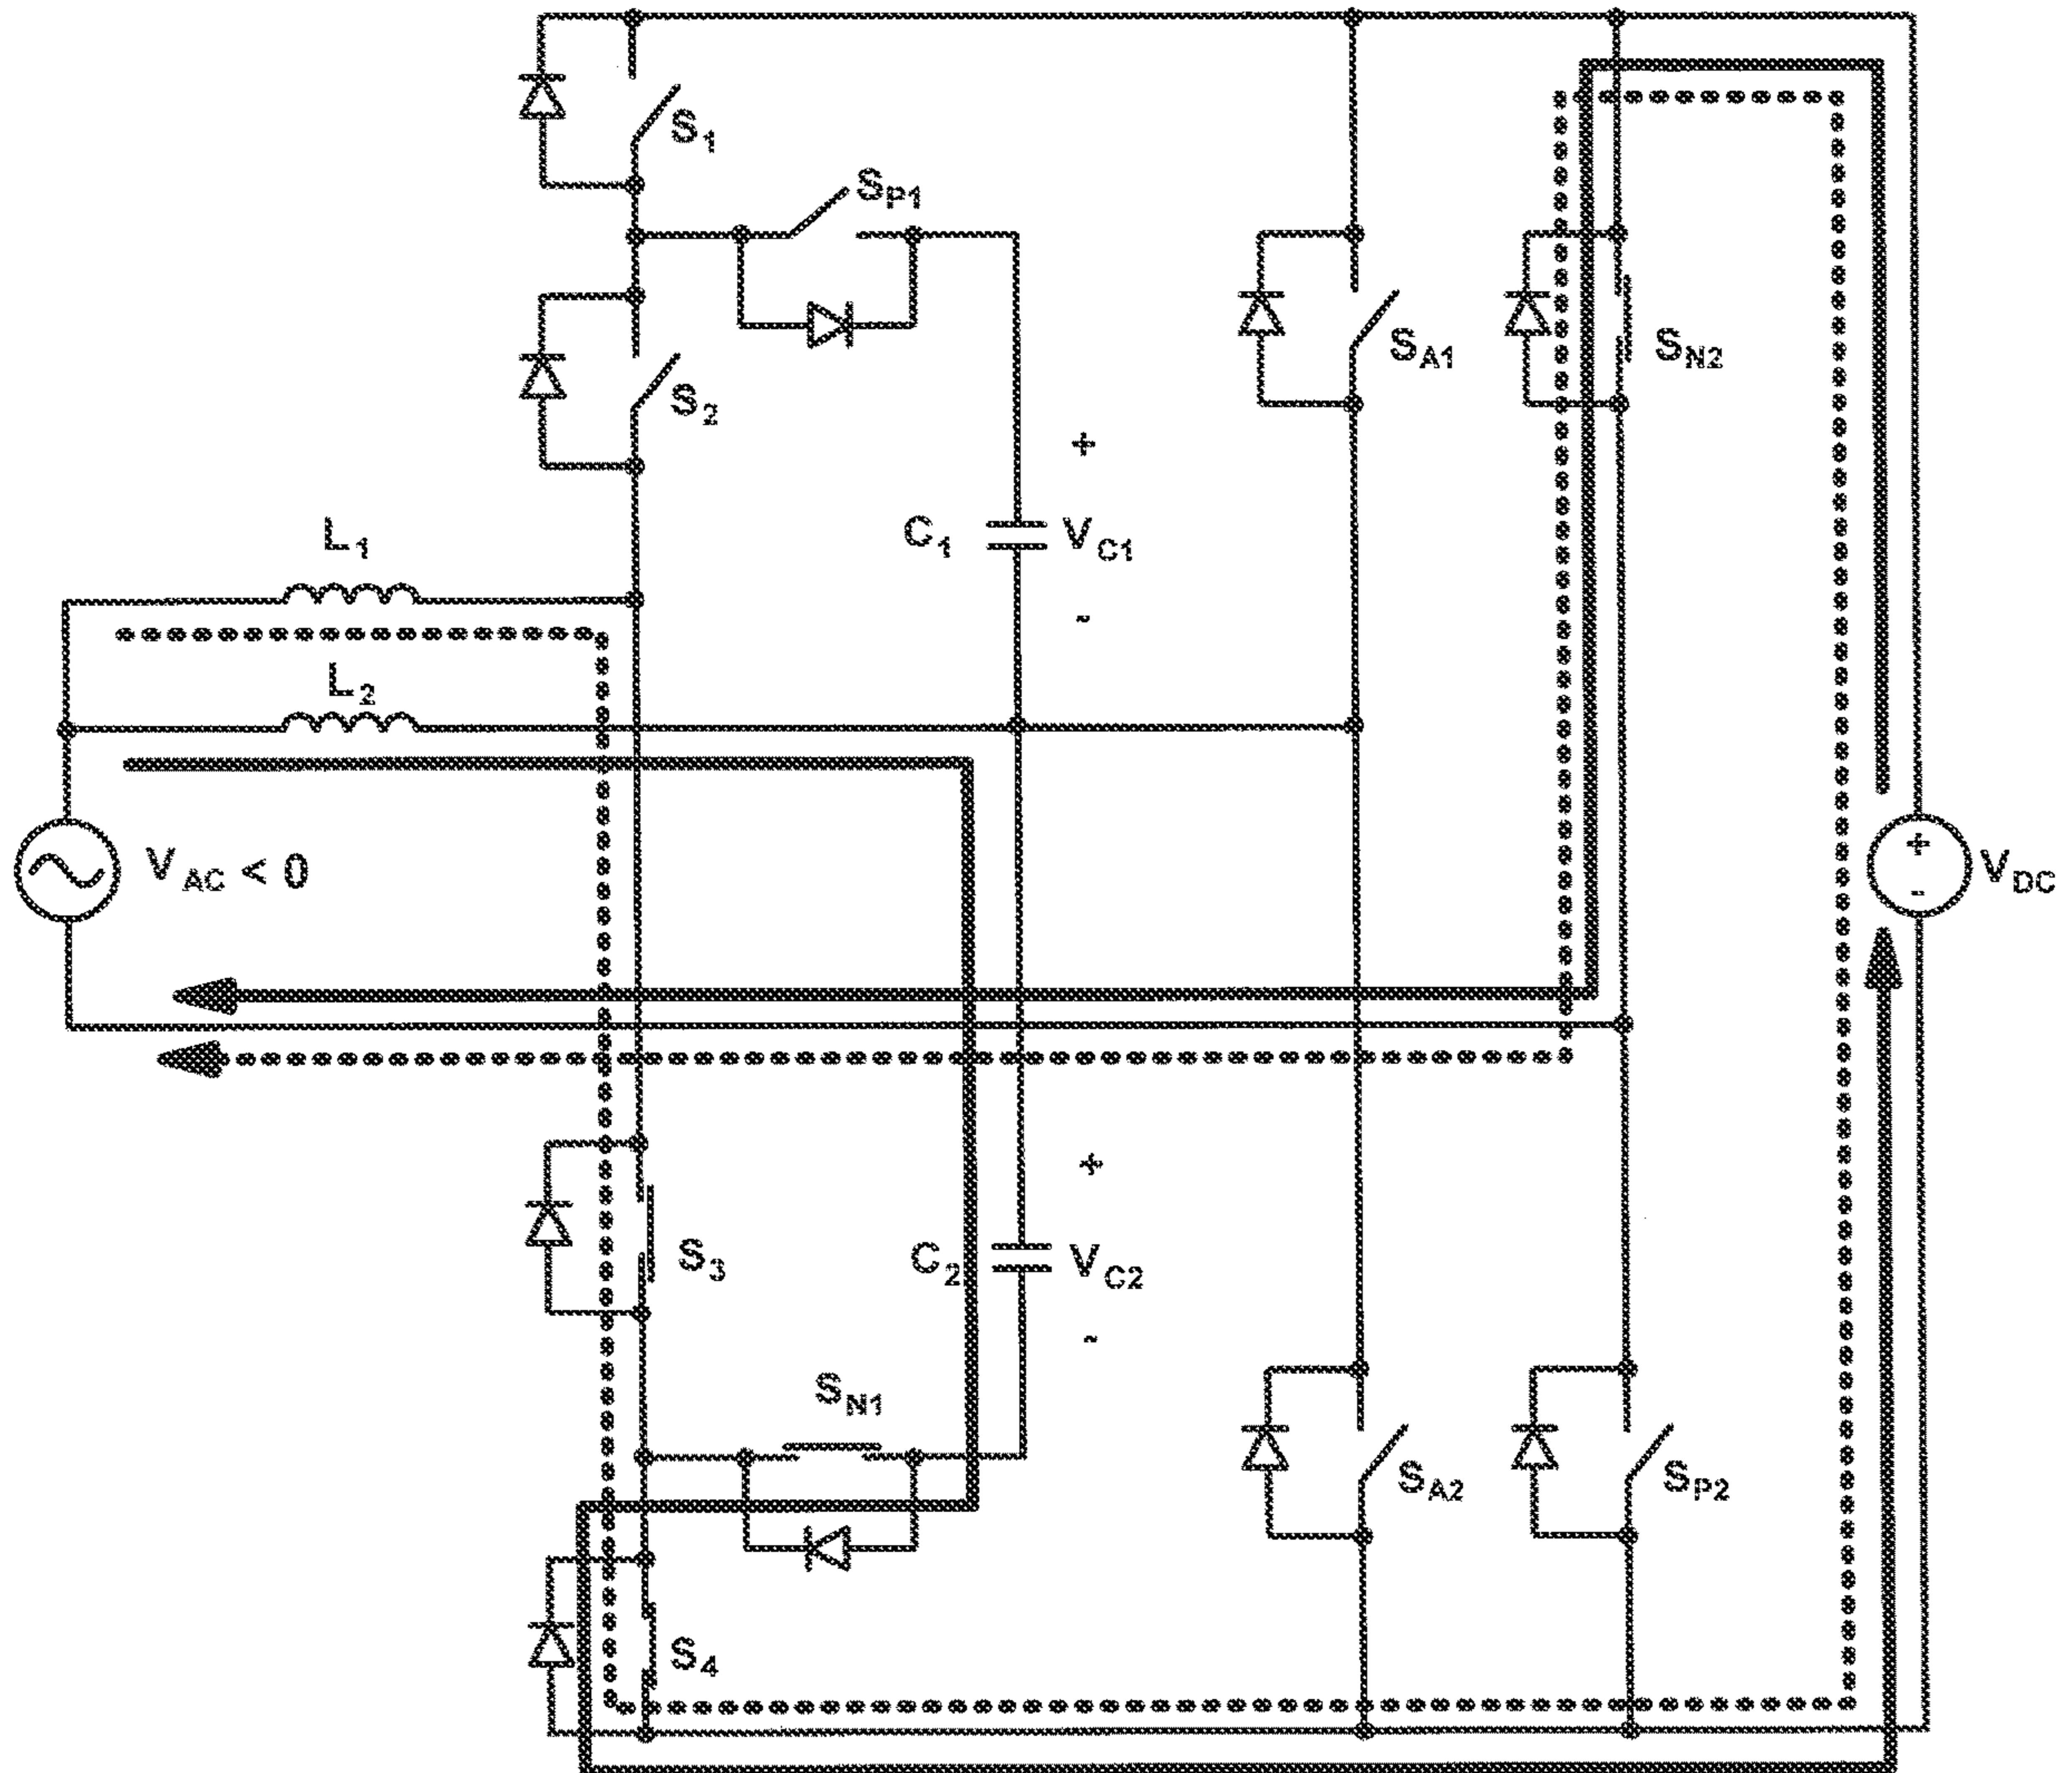 S1
SP1
SA1
SN2
S2
+
C1 VC1
-
L1
L2
VAC < 0
+
-
VDC
+
S3
C2 VC2
-
SN1
SA2
SP2
S4